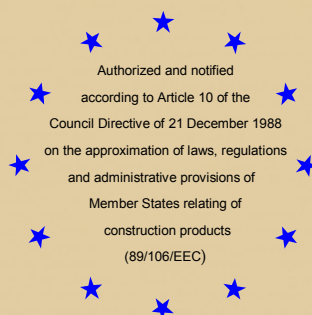 Authorized and notified
according to Article 10 of the
Council Directive of 21 December 1988
on the approximation of laws, regulations
and administrative provisions of
Member States relating of
construction products
(89/106/EEC)